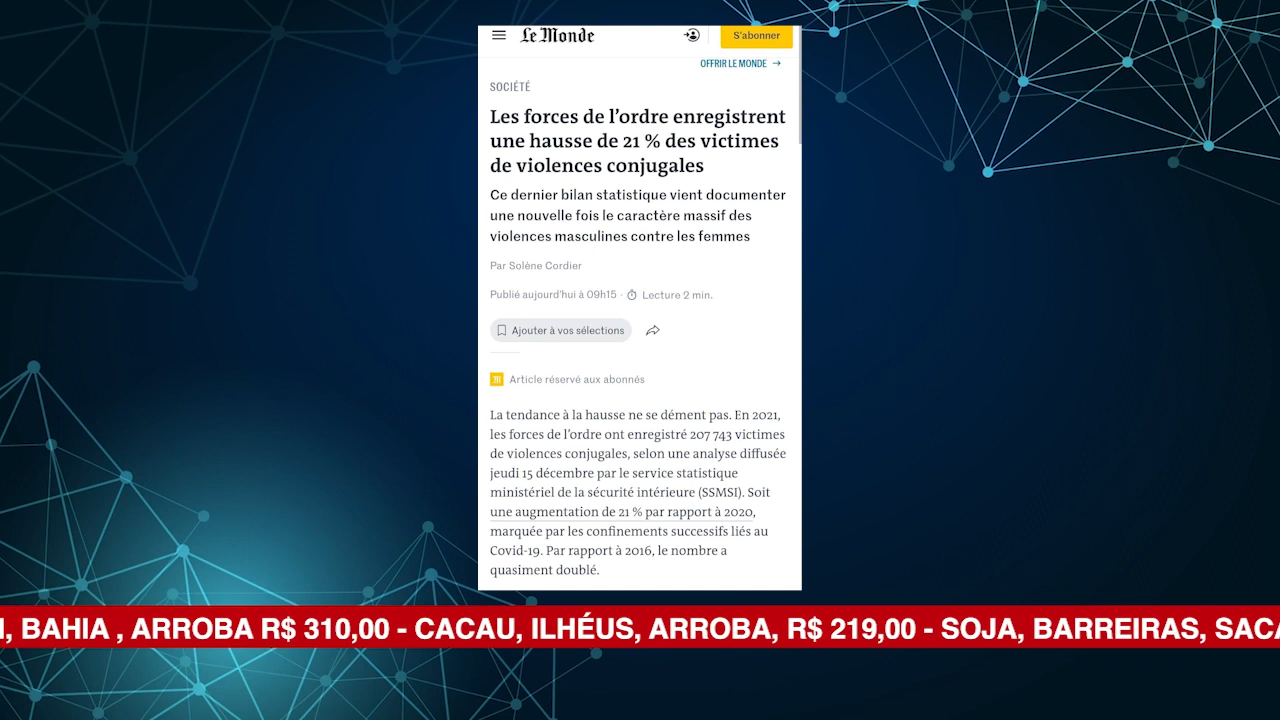 Le Monde
S'abonner
OFFRIR LE MONDE →
SOCIÉTÉ
Les forces de l'ordre enregistrent
une hausse de 21 % des victimes
de violences conjugales
Ce dernier bilan statistique vient documenter
une nouvelle fois le caractère massif des
violences masculines contre les femmes
Par Solène Cordier
Publié aujourd'hui à 09h15 · Lecture 2 min.
Ajouter à vos sélections
Article réservé aux abonnés
La tendance à la hausse ne se dément pas. En 2021,
les forces de l'ordre ont enregistré 207 743 victimes
de violences conjugales, selon une analyse diffusée
jeudi 15 décembre par le service statistique
ministériel de la sécurité intérieure (SSMSI). Soit
une augmentation de 21 % par rapport à 2020,
marquée par les confinements successifs liés au
Covid-19. Par rapport à 2016, le nombre a
quasiment doublé.
, BAHIA , ARROBA R$ 310,00 - CACAU, ILHÉUS, ARROBA, R$ 219,00 - SOJA, BARREIRAS, SACA